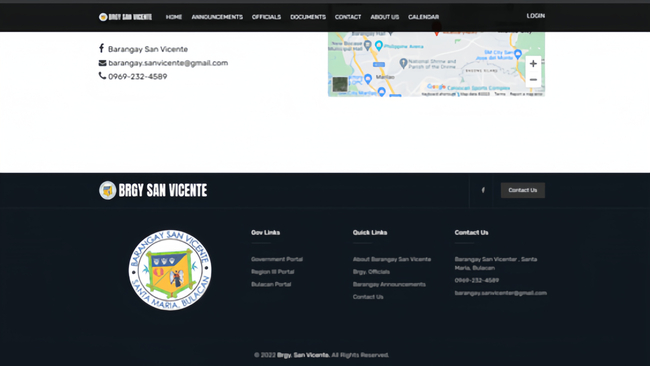 BRGY SAN VICENTE HOME ANNOUNCEMENTS OFFICIALS DOCUMENTS CONTACT ABOUT US CALENDAR LOGIN
Barangay San Vicente
barangay.sanvicente@gmail.com
0969-232-4589
Barangay Hall
New Bocaue
Municipal Hall
Philippine Arena
National Shrine and
Parish of the Shrine
SM City San
Jose del Monte
Marilao
Caloocan Sports Complex
Google
Keyboard shortcuts Map data ©2022 Terms Report a map error
BRGY SAN VICENTE
f Contact Us
BARANGAY SAN VICENTE
SANTA MARIA, BULACAN
Gov Links
Government Portal
Region III Portal
Bulacan Portal
Quick Links
About Barangay San Vicente
Brgy. Officials
Barangay Announcements
Contact Us
Contact Us
Barangay San Vicenter , Santa
Maria, Bulacan
0969-232-4589
barangay.sanvicenter@gmail.com
© 2022 Brgy. San Vicente. All Rights Reserved.